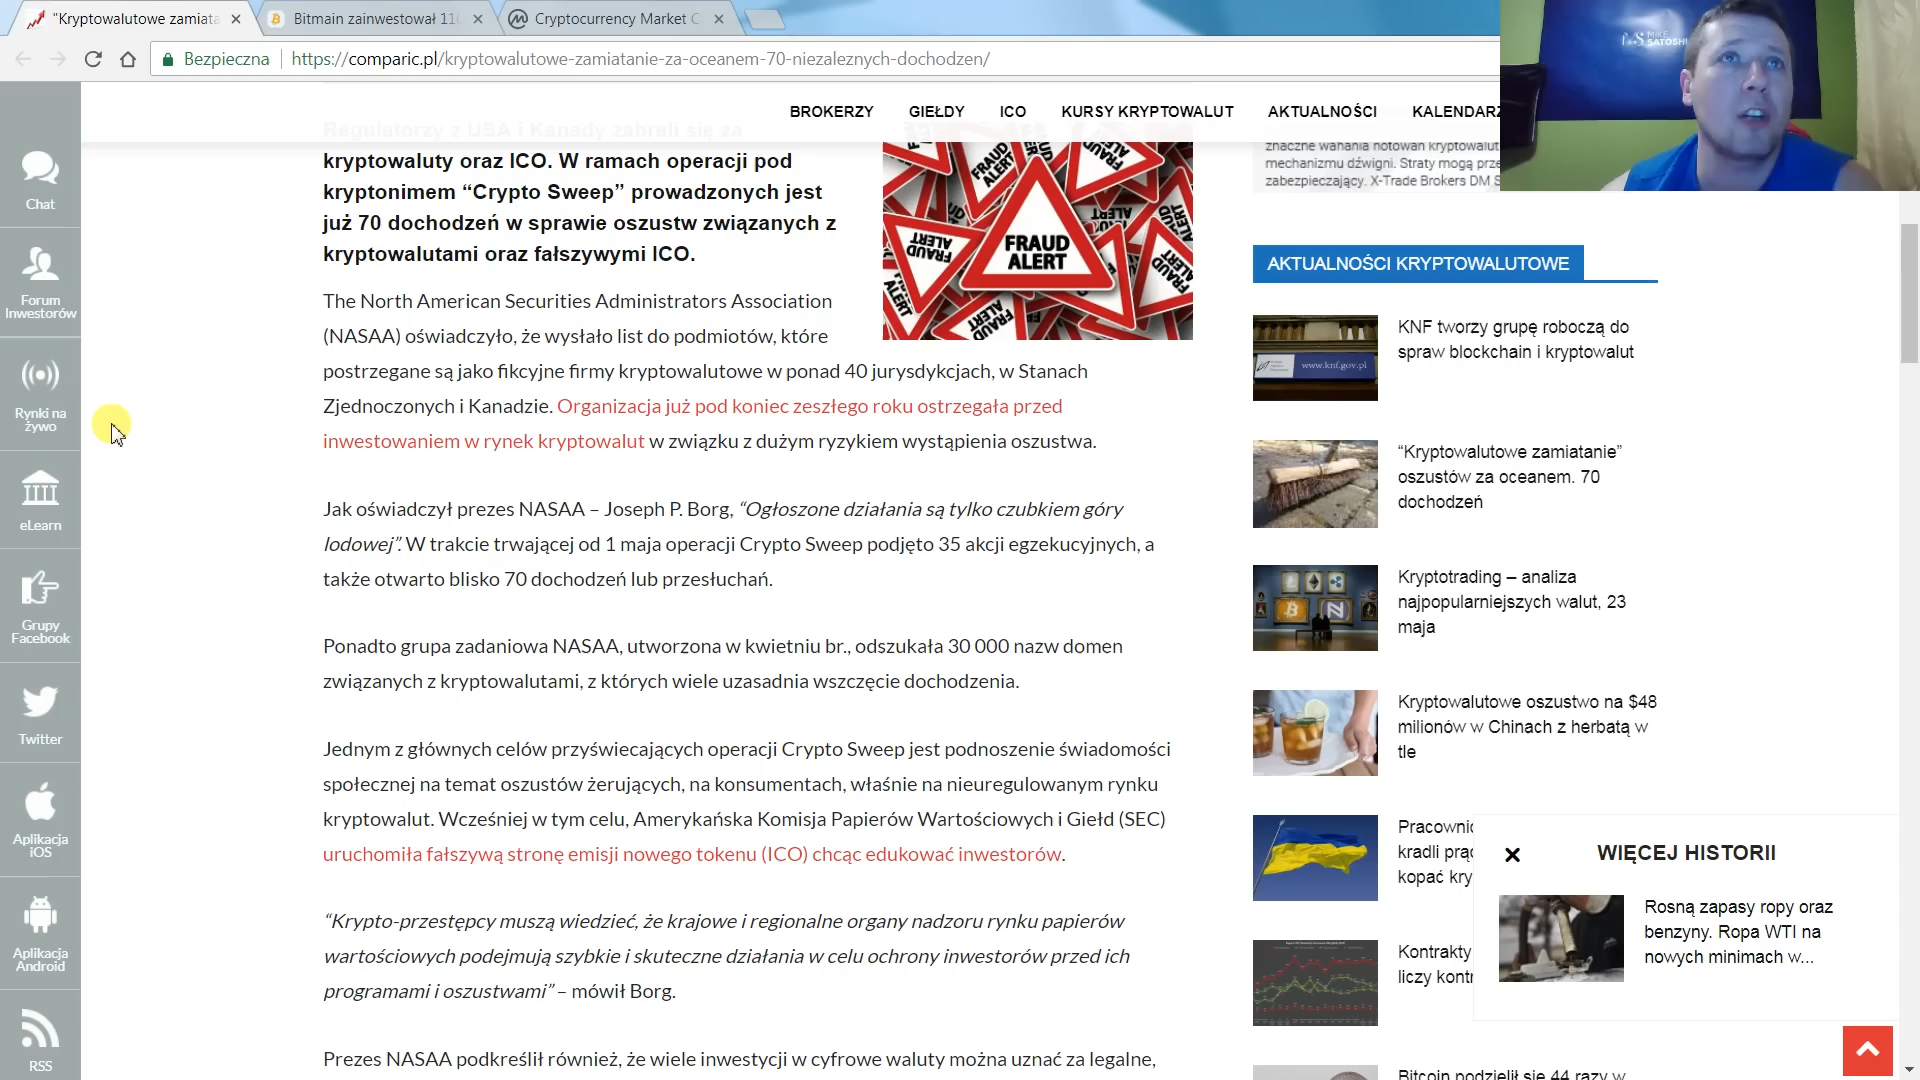 "Kryptowalutowe zamiata
Bitmain zainwestował 110
Cryptocurrency Market C
Bezpieczna
https://comparic.pl/kryptowalutowe-zamiatanie-za-oceanem-70-niezaleznych-dochodzen/
MIKE
SATOSHI
BROKERZY
GIEŁDY
ICO
KURSY KRYPTOWALUT
AKTUALNOŚCI
KALENDARZ
Chat
Forum
Inwestorów
Rynki na
żywo
eLearn
Grupy
Facebook
Twitter
Aplikacja
iOS
Aplikacja
Android
RSS
Regulatorzy z USA i Kanady zabrali się za
kryptowaluty oraz ICO. W ramach operacji pod
kryptonimem “Crypto Sweep” prowadzonych jest
już 70 dochodzeń w sprawie oszustw związanych z
kryptowalutami oraz fałszywymi ICO.
FRAUD
ALERT
The North American Securities Administrators Association
(NASAA) oświadczyło, że wysłało list do podmiotów, które
postrzegane są jako fikcyjne firmy kryptowalutowe w ponad 40 jurysdykcjach, w Stanach
Zjednoczonych i Kanadzie. Organizacja już pod koniec zeszłego roku ostrzegała przed
inwestowaniem w rynek kryptowalut w związku z dużym ryzykiem wystąpienia oszustwa.
Jak oświadczył prezes NASAA – Joseph P. Borg, “Ogłoszone działania są tylko czubkiem góry
lodowej”. W trakcie trwającej od 1 maja operacji Crypto Sweep podjęto 35 akcji egzekucyjnych, a
także otwarto blisko 70 dochodzeń lub przesłuchań.
Ponadto grupa zadaniowa NASAA, utworzona w kwietniu br., odszukała 30 000 nazw domen
związanych z kryptowalutami, z których wiele uzasadnia wszczęcie dochodzenia.
Jednym z głównych celów przyświecających operacji Crypto Sweep jest podnoszenie świadomości
społecznej na temat oszustów żerujących, na konsumentach, właśnie na nieuregulowanym rynku
kryptowalut. Wcześniej w tym celu, Amerykańska Komisja Papierów Wartościowych i Giełd (SEC)
uruchomiła fałszywą stronę emisji nowego tokenu (ICO) chcąc edukować inwestorów.
“Krypto-przestępcy muszą wiedzieć, że krajowe i regionalne organy nadzoru rynku papierów
wartościowych podejmują szybkie i skuteczne działania w celu ochrony inwestorów przed ich
programami i oszustwami” – mówił Borg.
Prezes NASAA podkreślił również, że wiele inwestycji w cyfrowe waluty można uznać za legalne,
znaczne wahania notowań kryptowalut
mechanizmu dźwigni. Straty mogą prze
zabezpieczający. X-Trade Brokers DM S
AKTUALNOŚCI KRYPTOWALUTOWE
www.knf.gov.pl
KNF tworzy grupę roboczą do
spraw blockchain i kryptowalut
“Kryptowalutowe zamiatanie”
oszustów za oceanem. 70
dochodzeń
Kryptotrading – analiza
najpopularniejszych walut, 23
maja
Kryptowalutowe oszustwo na $48
milionów w Chinach z herbatą w
tle
Pracownic
kradli prąd
kopać kry
Kontrakty
liczy kontr
Bitcoin podzielił się 44 razy w
WIĘCEJ HISTORII
Rosną zapasy ropy oraz
benzyny. Ropa WTI na
nowych minimach w...